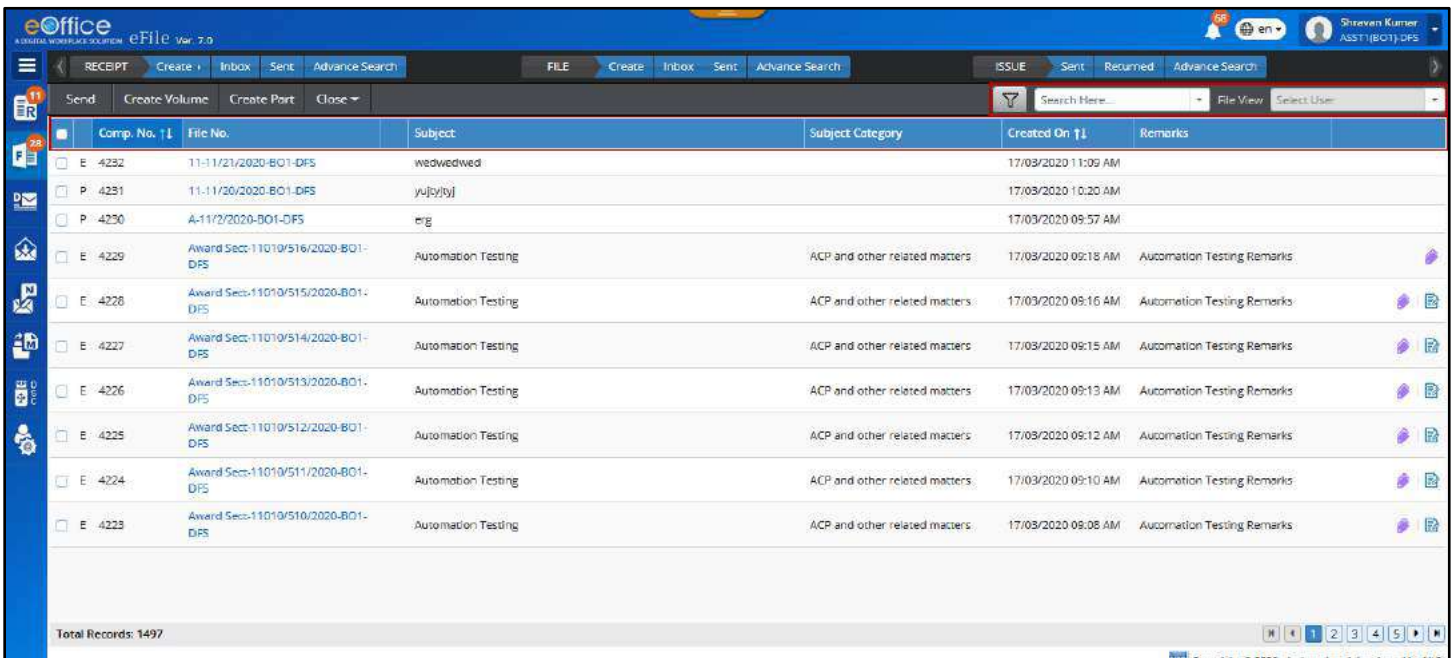 eOffice
A DIGITAL WORKPLACE SOLUTION eFile Ver. 7.0
68 en Shravan Kumar
ASST1(BO1)-DFS
RECEIPT Create Inbox Sent Advance Search FILE Create Inbox Sent Advance Search ISSUE Sent Returned Advance Search
11 R Send Create Volume Create Part Close Search Here... File View Select User
28 F Comp. No. File No. Subject Subject Category Created On Remarks
E 4232 11-11/21/2020-BO1-DFS wedwedwed 17/03/2020 11:09 AM
P 4231 11-11/20/2020-BO1-DFS yujtyjtyj 17/03/2020 10:20 AM
P 4230 A-11/2/2020-BO1-DFS erg 17/03/2020 09:57 AM
E 4229 Award Sect-11010/516/2020-BO1-
DFS Automation Testing ACP and other related matters 17/03/2020 09:18 AM Automation Testing Remarks
E 4228 Award Sect-11010/515/2020-BO1-
DFS Automation Testing ACP and other related matters 17/03/2020 09:16 AM Automation Testing Remarks
E 4227 Award Sect-11010/514/2020-BO1-
DFS Automation Testing ACP and other related matters 17/03/2020 09:15 AM Automation Testing Remarks
E 4226 Award Sect-11010/513/2020-BO1-
DFS Automation Testing ACP and other related matters 17/03/2020 09:13 AM Automation Testing Remarks
E 4225 Award Sect-11010/512/2020-BO1-
DFS Automation Testing ACP and other related matters 17/03/2020 09:12 AM Automation Testing Remarks
E 4224 Award Sect-11010/511/2020-BO1-
DFS Automation Testing ACP and other related matters 17/03/2020 09:10 AM Automation Testing Remarks
E 4223 Award Sect-11010/510/2020-BO1-
DFS Automation Testing ACP and other related matters 17/03/2020 09:08 AM Automation Testing Remarks
Total Records: 1497 1 2 3 4 5